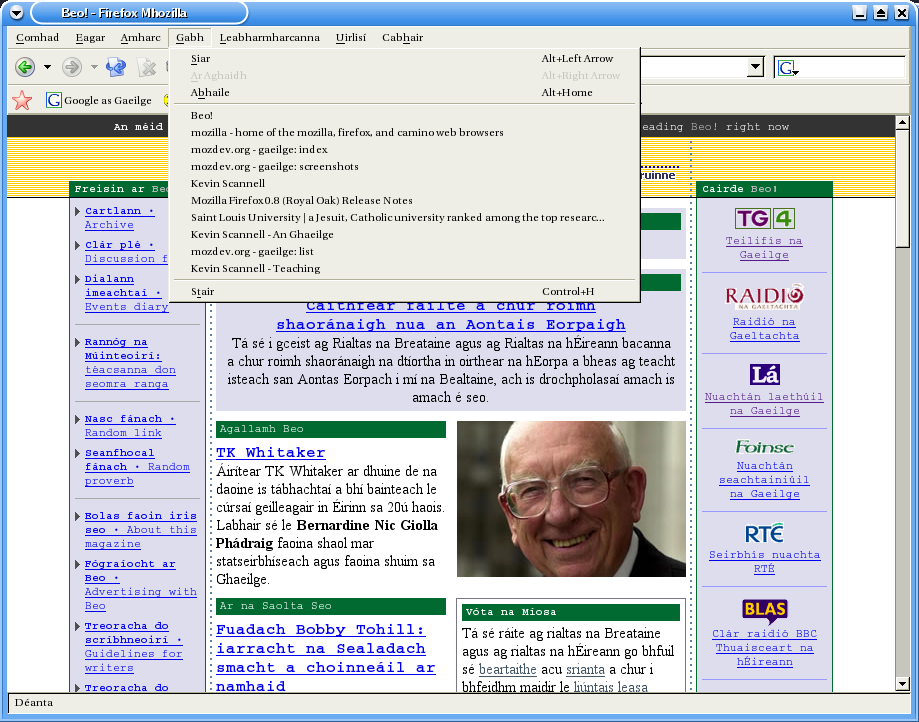 Beo! - Firefox Mhozilla
Comhad Eagar Amharc Gabh Leabharmharcanna Uirlisí Cabhair
Siar Alt+Left Arrow
Ar Aghaidh Alt+Right Arrow
Abhaile Alt+Home
Beo!
mozilla - home of the mozilla, firefox, and camino web browsers
mozdev.org - gaeilge: index
mozdev.org - gaeilge: screenshots
Kevin Scannell
Mozilla Firefox 0.8 (Royal Oak) Release Notes
Saint Louis University | a Jesuit, Catholic university ranked among the top researc...
Kevin Scannell - An Ghaeilge
mozdev.org - gaeilge: list
Kevin Scannell - Teaching
Stair Control+H
G
Google as Gaeilge
An méid
eading Beo! right now
ruinne
Freisin ar Beo
Cartlann •
Archive
Clár plé •
Discussion f
Dialann
imeachtaí •
Events diary
Rannóg na
Múinteoirí:
téacsanna don
seomra ranga
Nasc fánach •
Random link
Seanfhocal
fánach • Random
proverb
Eolas faoin iris
seo • About this
magazine
Fógraíocht ar
Beo •
Advertising with
Beo
Treoracha do
scríbhneoirí •
Guidelines for
writers
Treoracha do
Caithfear fáilte a chur roimh
shaoránaigh nua an Aontais Eorpaigh
Tá sé i gceist ag Rialtas na Breataine agus ag Rialtas na hÉireann bacanna
a chur roimh shaoránaigh na dtíortha in oirthear na hEorpa a bheas ag teacht
isteach san Aontas Eorpach i mí na Bealtaine, ach is drochpholasaí amach is
amach é seo.
Agallamh Beo
TK Whitaker
Áirítear TK Whitaker ar dhuine de na
daoine is tábhachtaí a bhí bainteach le
cúrsaí geilleagair in Éirinn sa 20ú haois.
Labhair sé le Bernardine Nic Giolla
Phádraig faoina shaol mar
statseirbhíseach agus faoina shuim sa
Ghaeilge.
Ar na Saolta Seo
Fuadach Bobby Tohill:
iarracht na Sealadach
smacht a choinneáil ar
namhaid
Vóta na Míosa
Tá sé ráite ag rialtas na Breataine
agus ag rialtas na hÉireann go bhfuil
sé beartaithe acu srianta a chur i
bhfeidhm maidir le liúntais leasa
Cairde Beo!
TG4
Teilifís na
Gaeilge
RAIDIÓ
NA GAELTACHTA
Raidió na
Gaeltachta
Lá
Nuachtán laethúil
na Gaeilge
Foinse
Nuachtán
seachtainiúil
na Gaeilge
RTÉ
Seirbhís nuachta
RTÉ
BLAS
Clár raidió BBC
Thuaisceart na
hÉireann
Déanta